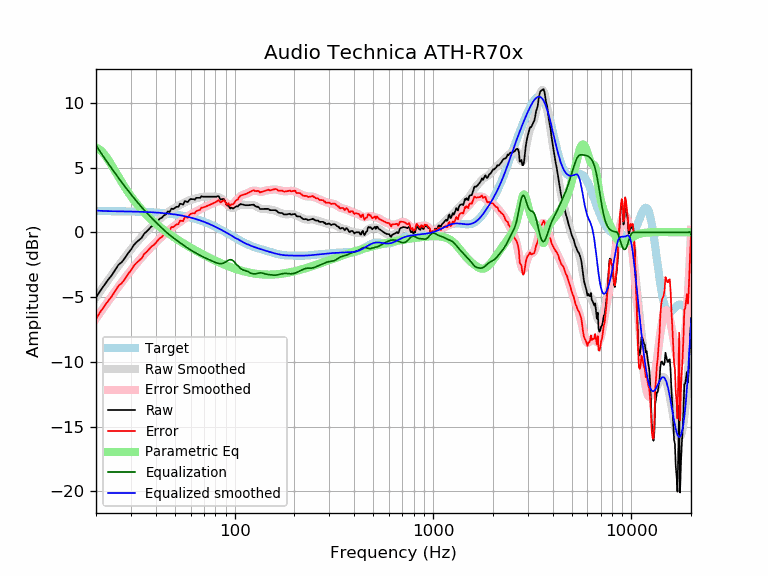 Audio Technica ATH-R70x
Amplitude (dBr)
10
5
0
−5
−10
−15
−20
Target
Raw Smoothed
Error Smoothed
Raw
Error
Parametric Eq
Equalization
Equalized smoothed
100 1000 10000
Frequency (Hz)